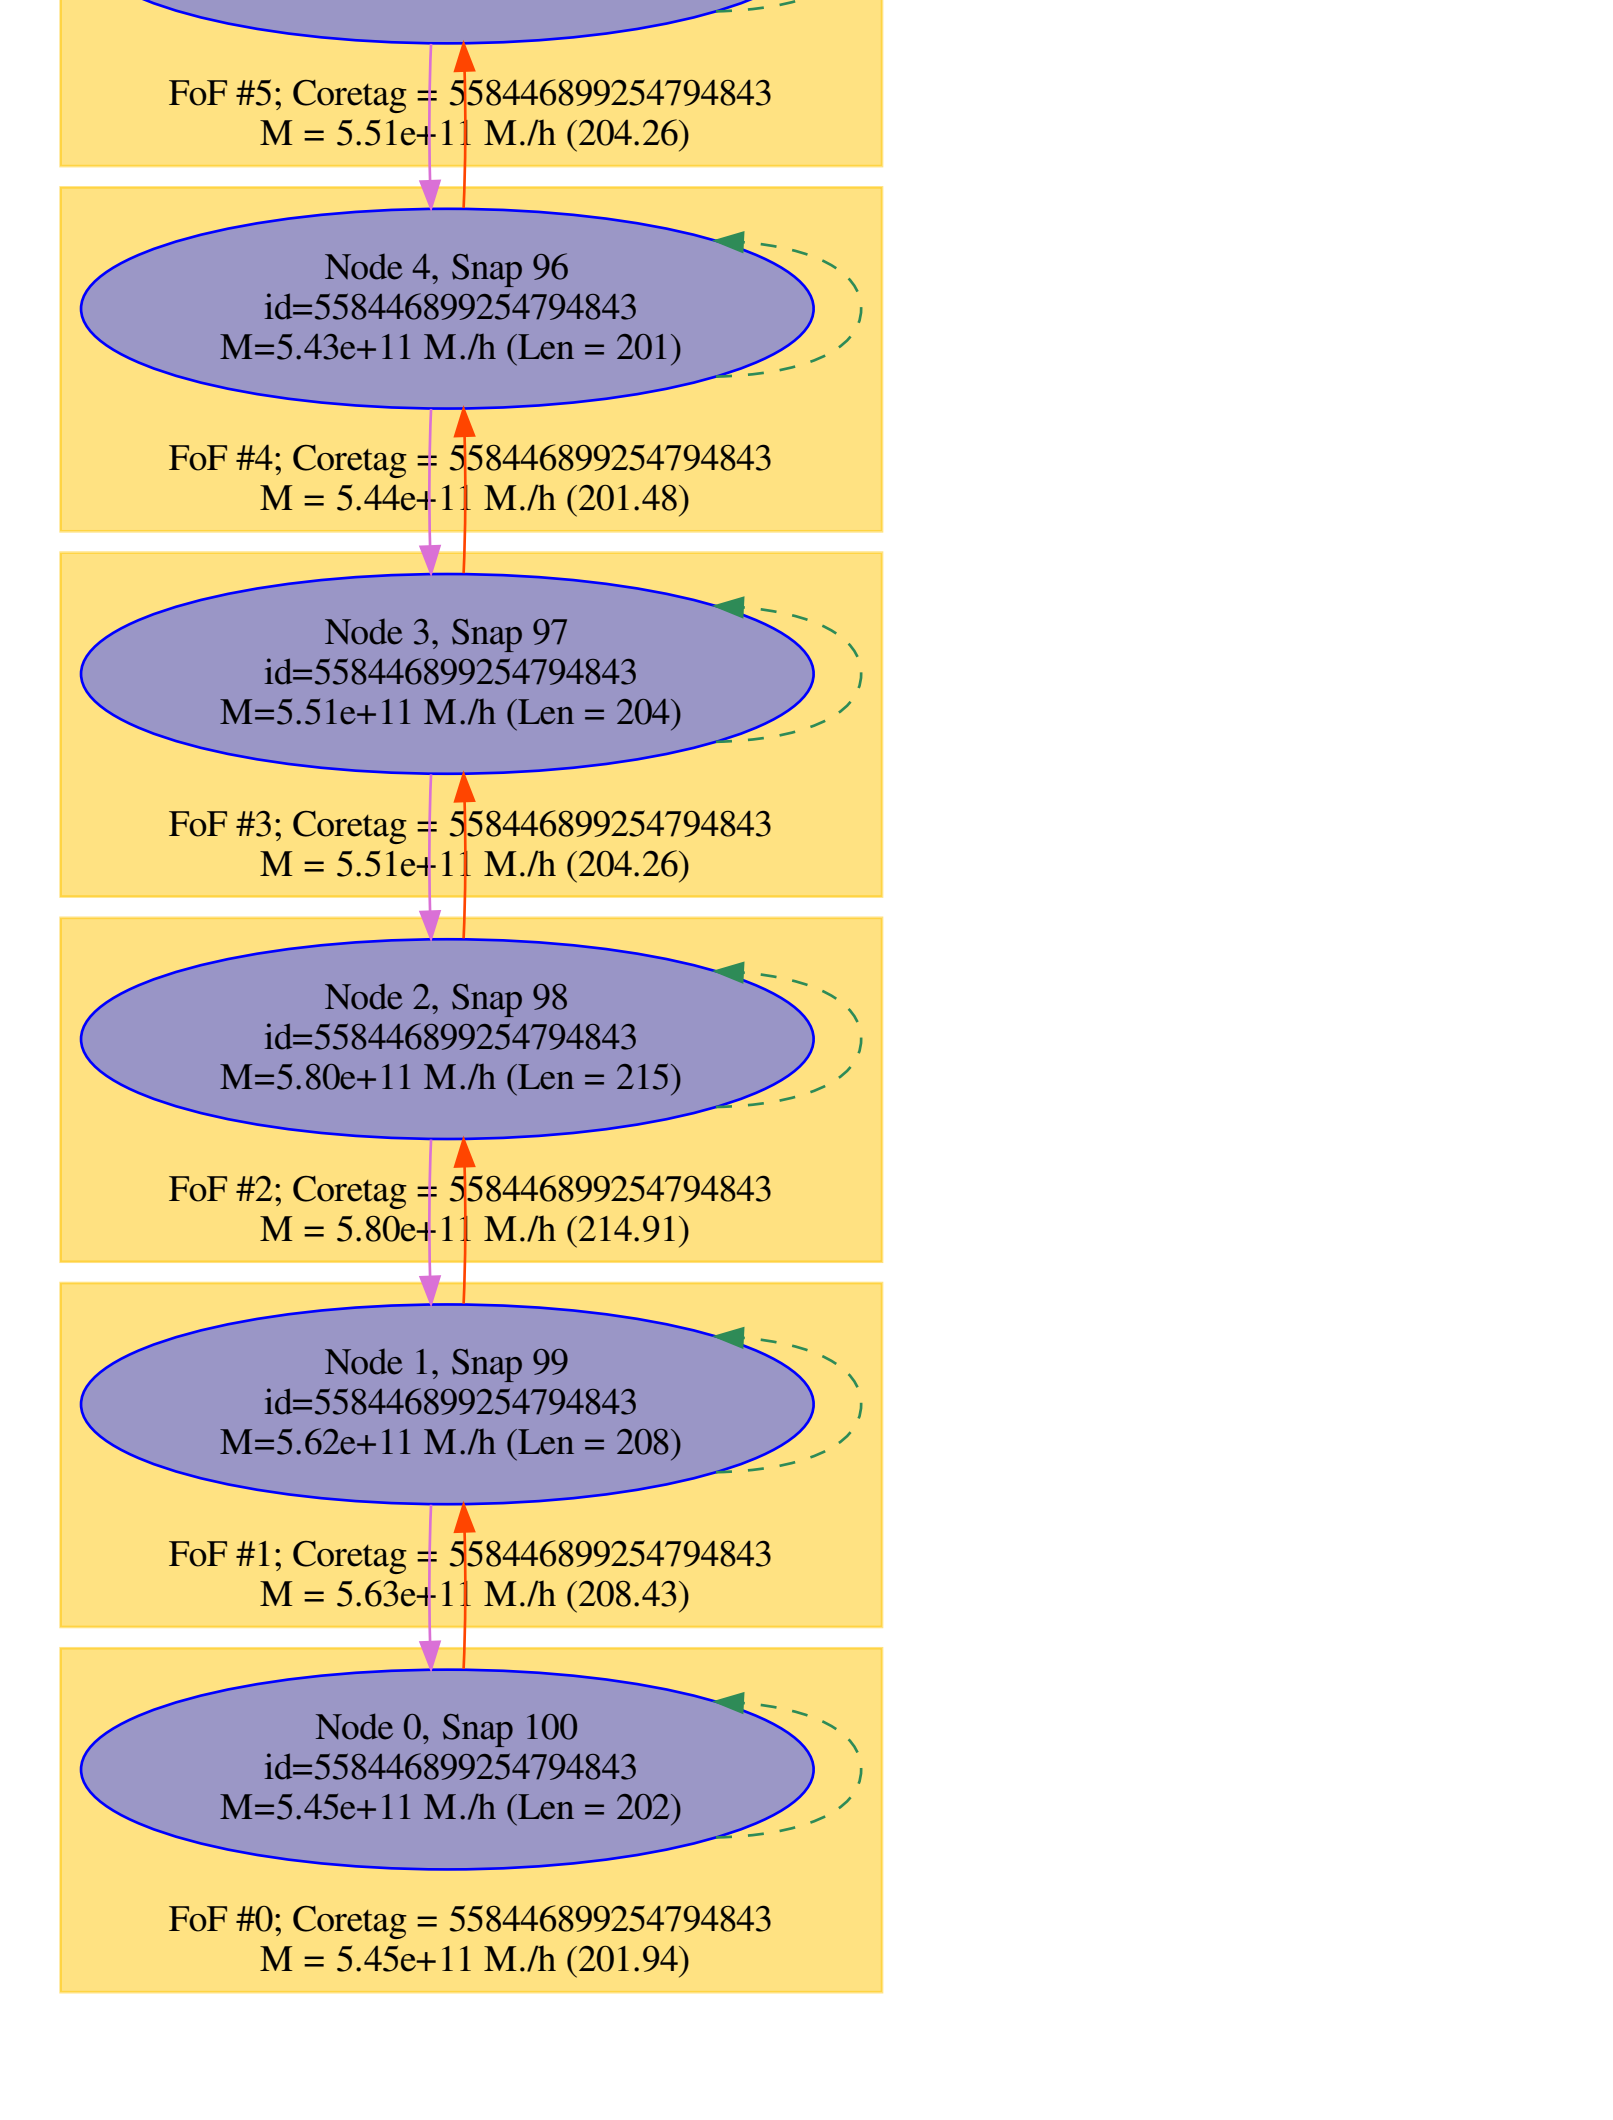 FoF #5; Coretag = 558446899254794843
M = 5.51e+11 M./h (204.26)
Node 4, Snap 96
id=558446899254794843
M=5.43e+11 M./h (Len = 201)
FoF #4; Coretag = 558446899254794843
M = 5.44e+11 M./h (201.48)
Node 3, Snap 97
id=558446899254794843
M=5.51e+11 M./h (Len = 204)
FoF #3; Coretag = 558446899254794843
M = 5.51e+11 M./h (204.26)
Node 2, Snap 98
id=558446899254794843
M=5.80e+11 M./h (Len = 215)
FoF #2; Coretag = 558446899254794843
M = 5.80e+11 M./h (214.91)
Node 1, Snap 99
id=558446899254794843
M=5.62e+11 M./h (Len = 208)
FoF #1; Coretag = 558446899254794843
M = 5.63e+11 M./h (208.43)
Node 0, Snap 100
id=558446899254794843
M=5.45e+11 M./h (Len = 202)
FoF #0; Coretag = 558446899254794843
M = 5.45e+11 M./h (201.94)